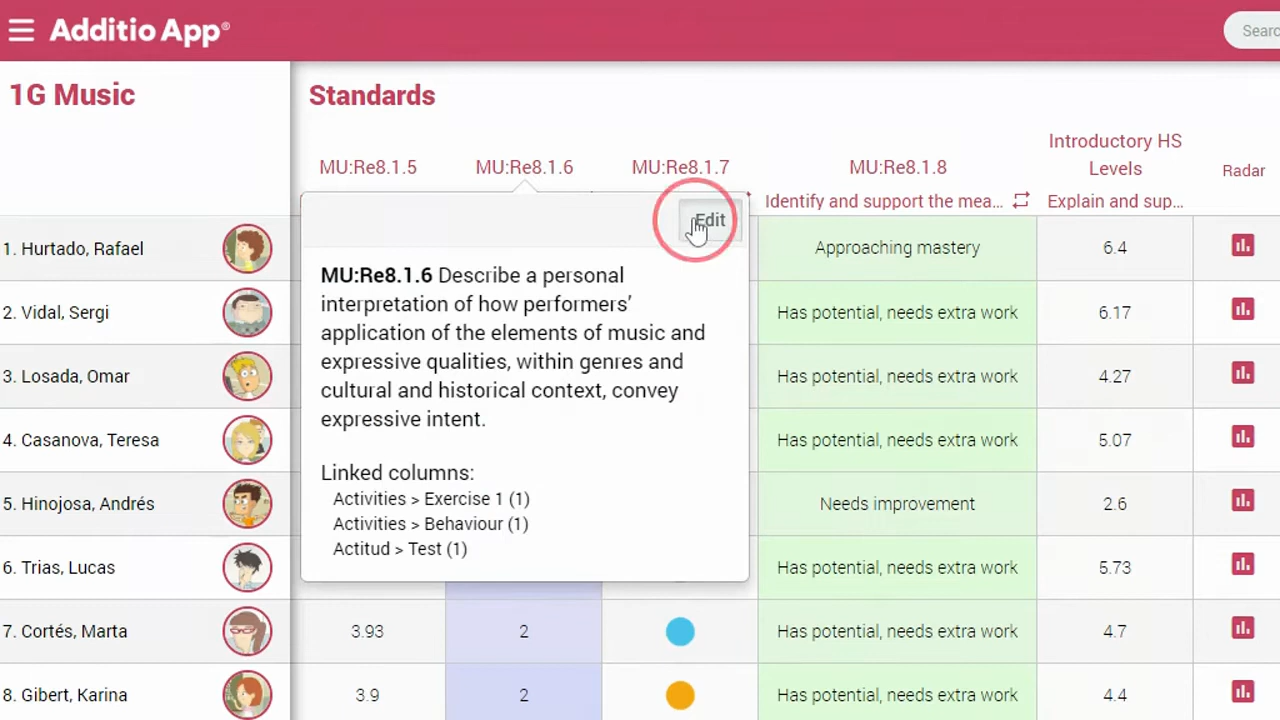 Additio App®
Searc
1G Music
Standards
MU:Re8.1.5
MU:Re8.1.6
MU:Re8.1.7
MU:Re8.1.8
Introductory HS
Levels
Radar
Identify and support the mea...
Explain and sup...
Edit
MU:Re8.1.6 Describe a personal
interpretation of how performers’
application of the elements of music and
expressive qualities, within genres and
cultural and historical context, convey
expressive intent.
Linked columns:
Activities > Exercise 1 (1)
Activities > Behaviour (1)
Actitud > Test (1)
1. Hurtado, Rafael
Approaching mastery
6.4
2. Vidal, Sergi
Has potential, needs extra work
6.17
3. Losada, Omar
Has potential, needs extra work
4.27
4. Casanova, Teresa
Has potential, needs extra work
5.07
5. Hinojosa, Andrés
Needs improvement
2.6
6. Trias, Lucas
Has potential, needs extra work
5.73
7. Cortés, Marta
3.93
2
Has potential, needs extra work
4.7
8. Gibert, Karina
3.9
2
Has potential, needs extra work
4.4